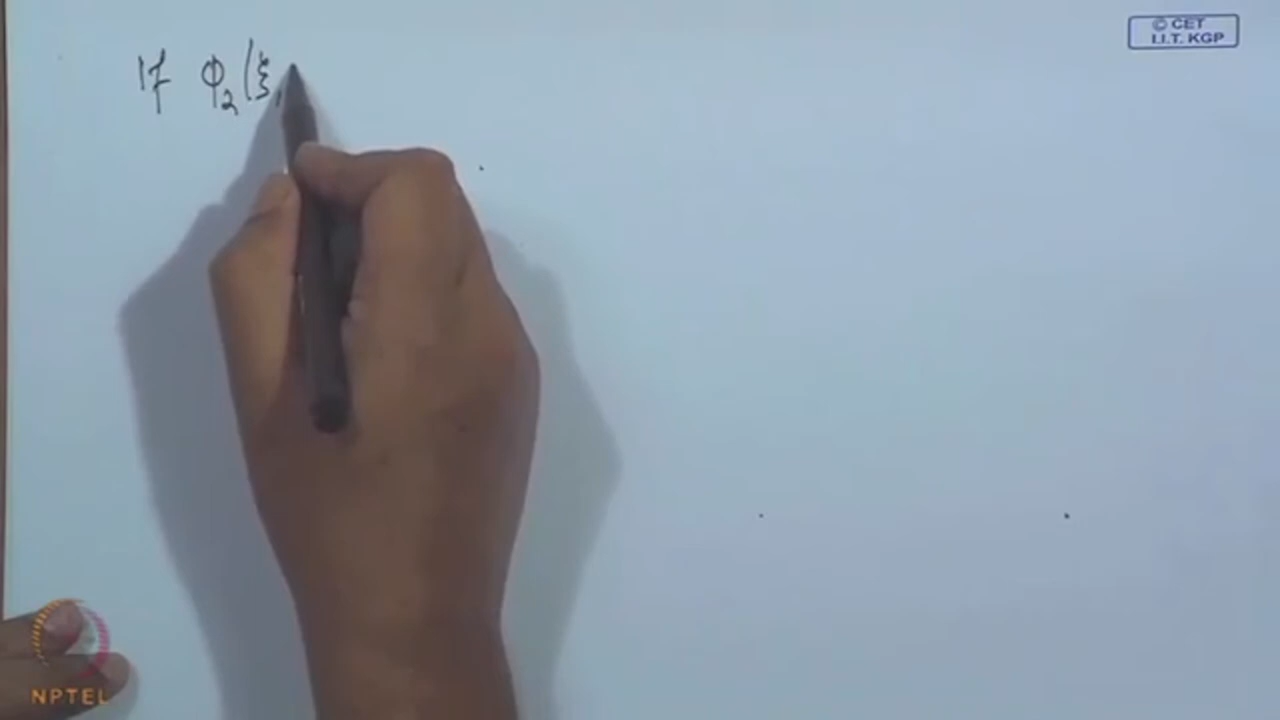 If φ₂(ξ,
© CET
I.I.T. KGP
NPTEL